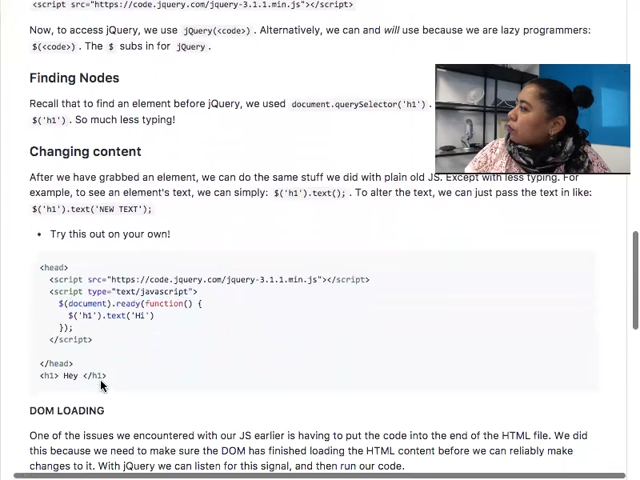 <script src="https://code.jquery.com/jquery-3.1.1.min.js"></script>
Now, to access jQuery, we use jQuery(<code>) . Alternatively, we can and will use because we are lazy programmers:
$(<code>) . The $ subs in for jQuery .
Finding Nodes
Recall that to find an element before jQuery, we used document.querySelector('h1') .
$('h1') . So much less typing!
Changing content
After we have grabbed an element, we can do the same stuff we did with plain old JS. Except with less typing. For
example, to see an element's text, we can simply: $('h1').text(); . To alter the text, we can just pass the text in like:
$('h1').text('NEW TEXT');
• Try this out on your own!
<head>
<script src="https://code.jquery.com/jquery-3.1.1.min.js"></script>
<script type="text/javascript">
$(document).ready(function() {
$('h1').text('Hi')
});
</script>
</head>
<h1> Hey </h1>
DOM LOADING
One of the issues we encountered with our JS earlier is having to put the code into the end of the HTML file. We did
this because we need to make sure the DOM has finished loading the HTML content before we can reliably make
changes to it. With jQuery we can listen for this signal, and then run our code.